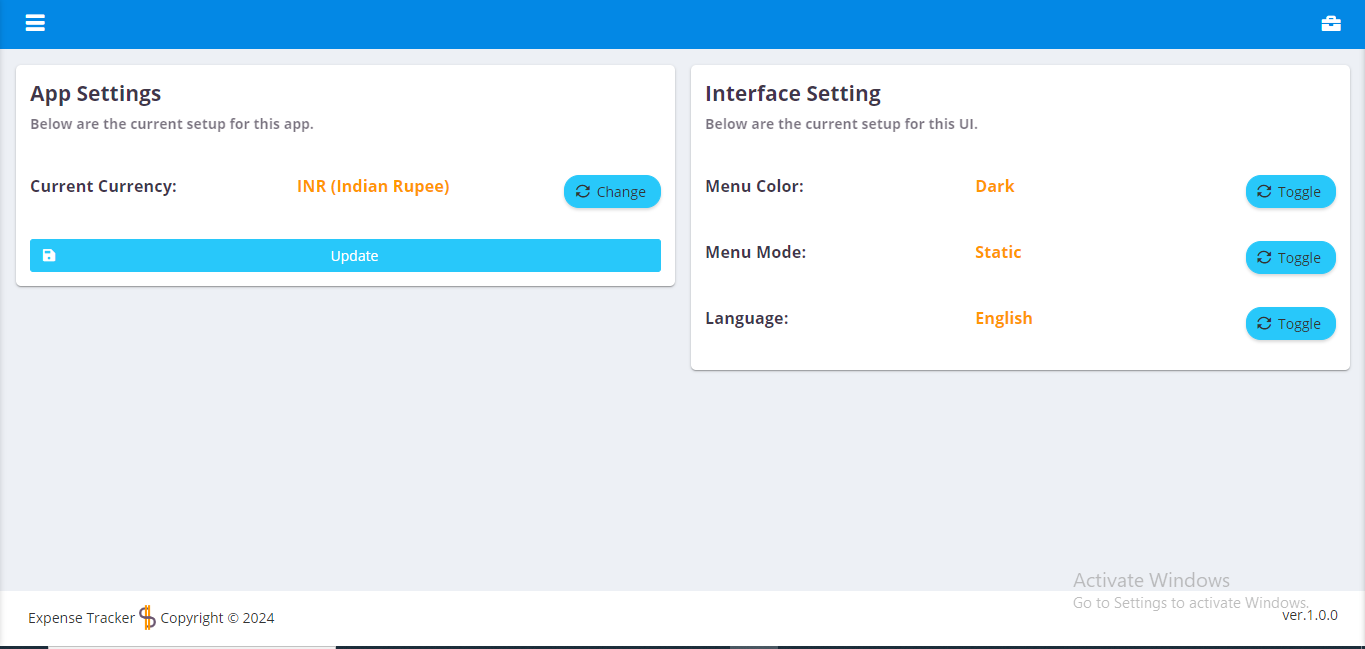 App Settings
Below are the current setup for this app.
Current Currency:
INR (Indian Rupee)
Change
Update
Interface Setting
Below are the current setup for this UI.
Menu Color:
Dark
Toggle
Menu Mode:
Static
Toggle
Language:
English
Toggle
Activate Windows
Go to Settings to activate Windows.
Expense Tracker $ Copyright © 2024
ver.1.0.0